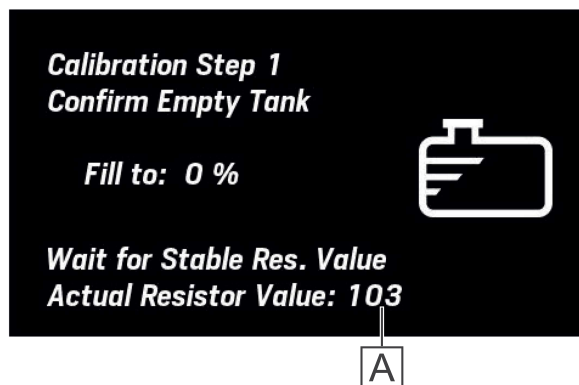 Calibration Step 1
Confirm Empty Tank
Fill to: 0 %
Wait for Stable Res. Value
Actual Resistor Value: 103
A